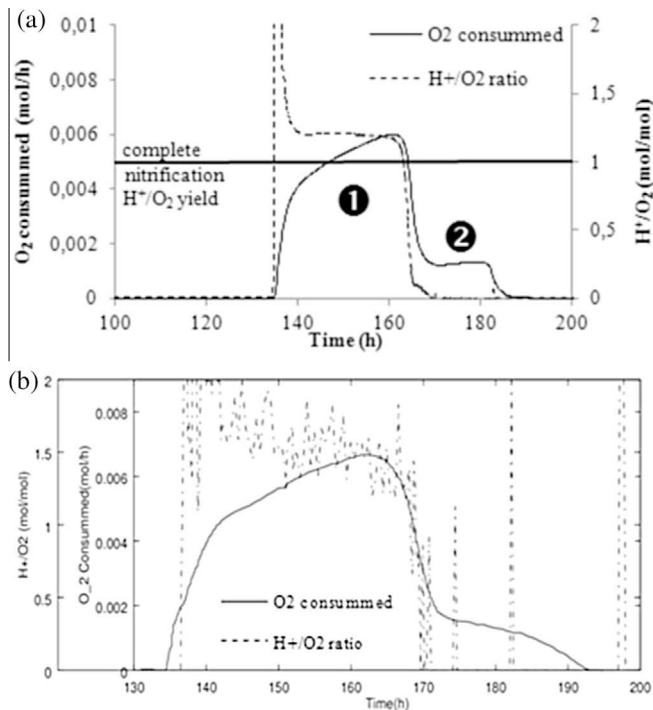 (a)
0,01
0,008
0,006
0,004
0,002
0
O2 consummed (mol/h)
2
1,5
1
0,5
0
H+/O2 (mol/mol)
O2 consummed
H+/O2 ratio
complete
nitrification
H+/O2 yield
1
2
100
120
140
160
180
200
Time (h)
(b)
2
1.5
1
0.5
0
H+/O2 (mol/mol)
0.008
0.006
0.004
0.002
0
O_2 Consummed(mol/h)
O2 consummed
H+/O2 ratio
130
140
150
160
170
180
190
200
Time(h)